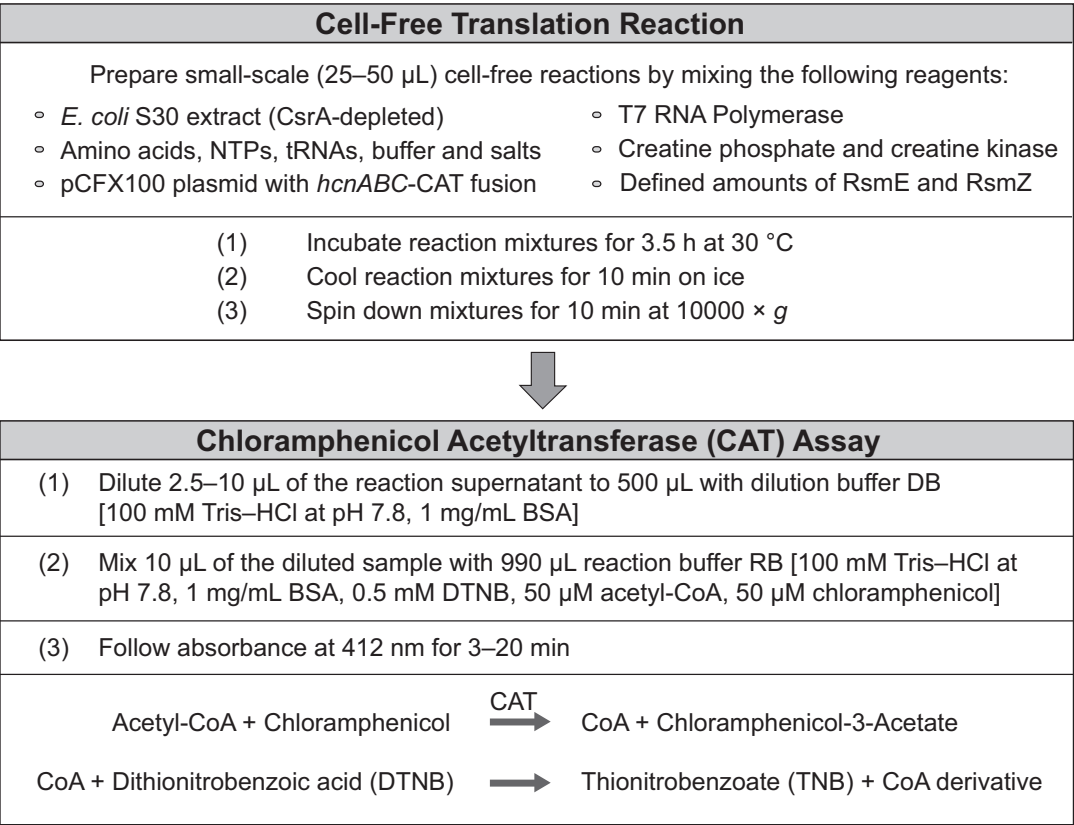 Cell-Free Translation Reaction
Prepare small-scale (25–50 µL) cell-free reactions by mixing the following reagents:
E. coli S30 extract (CsrA-depleted)
Amino acids, NTPs, tRNAs, buffer and salts
pCFX100 plasmid with hcnABC-CAT fusion
T7 RNA Polymerase
Creatine phosphate and creatine kinase
Defined amounts of RsmE and RsmZ
(1) Incubate reaction mixtures for 3.5 h at 30 °C
(2) Cool reaction mixtures for 10 min on ice
(3) Spin down mixtures for 10 min at 10000 × g
Chloramphenicol Acetyltransferase (CAT) Assay
(1) Dilute 2.5–10 µL of the reaction supernatant to 500 µL with dilution buffer DB
[100 mM Tris–HCl at pH 7.8, 1 mg/mL BSA]
(2) Mix 10 µL of the diluted sample with 990 µL reaction buffer RB [100 mM Tris–HCl at
pH 7.8, 1 mg/mL BSA, 0.5 mM DTNB, 50 µM acetyl-CoA, 50 µM chloramphenicol]
(3) Follow absorbance at 412 nm for 3–20 min
CAT
Acetyl-CoA + Chloramphenicol CoA + Chloramphenicol-3-Acetate
CoA + Dithionitrobenzoic acid (DTNB) Thionitrobenzoate (TNB) + CoA derivative